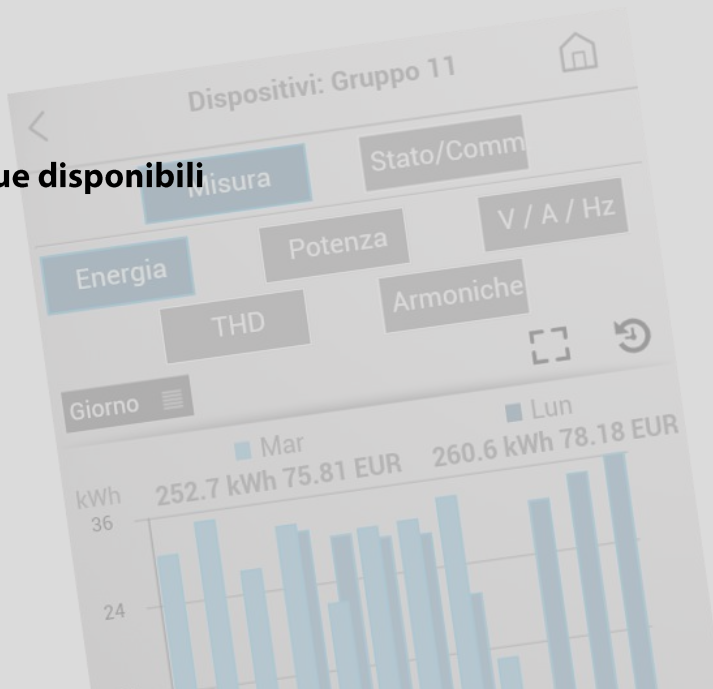 Dispositivi: Gruppo 11
ue disponibili
Misura
Stato/Comm
Energia
Potenza
V / A / Hz
THD
Armoniche
Giorno
Mar
Lun
kWh
252.7 kWh 75.81 EUR
260.6 kWh 78.18 EUR
36
24